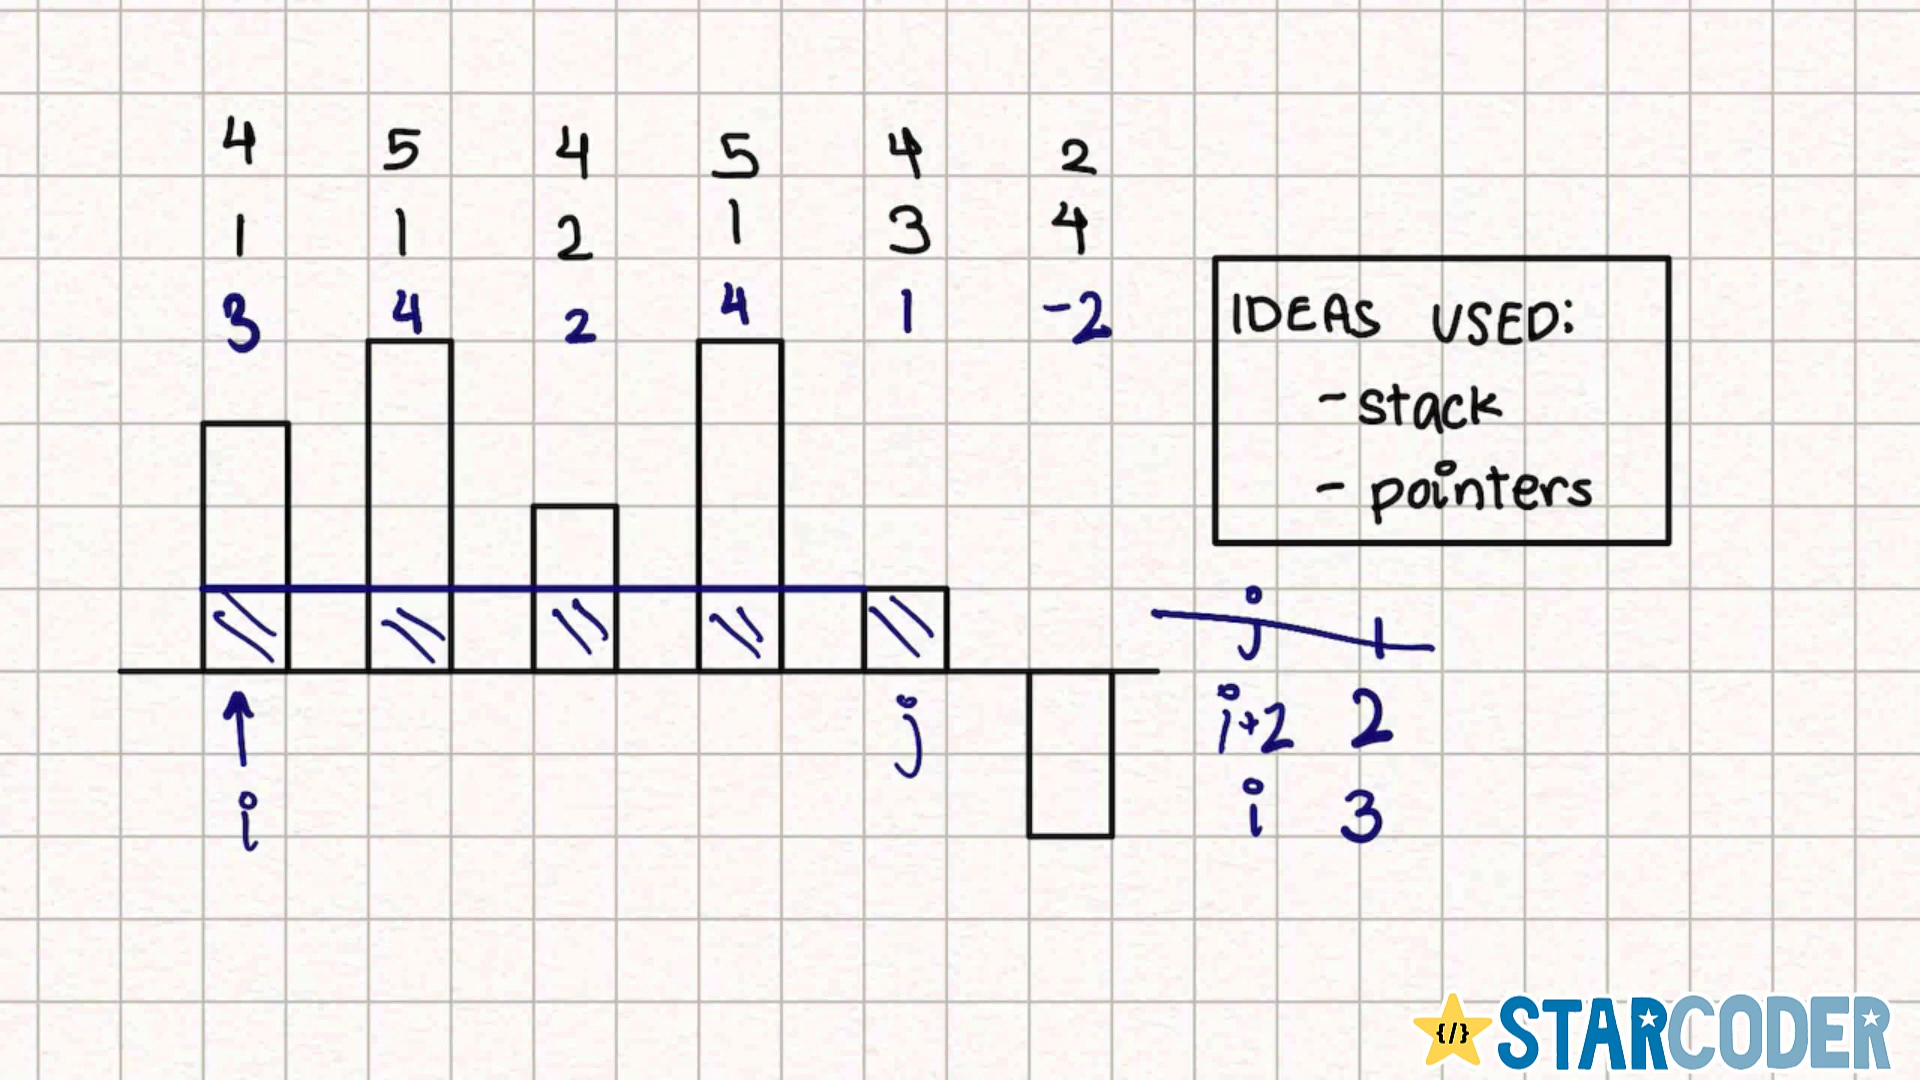 4 5 4 5 4 2
1 1 2 1 3 4
3 4 2 4 1 -2
IDEAS USED:
- stack
- pointers
j 1
i+2 2
i 3
j
i
{/} STARCODER